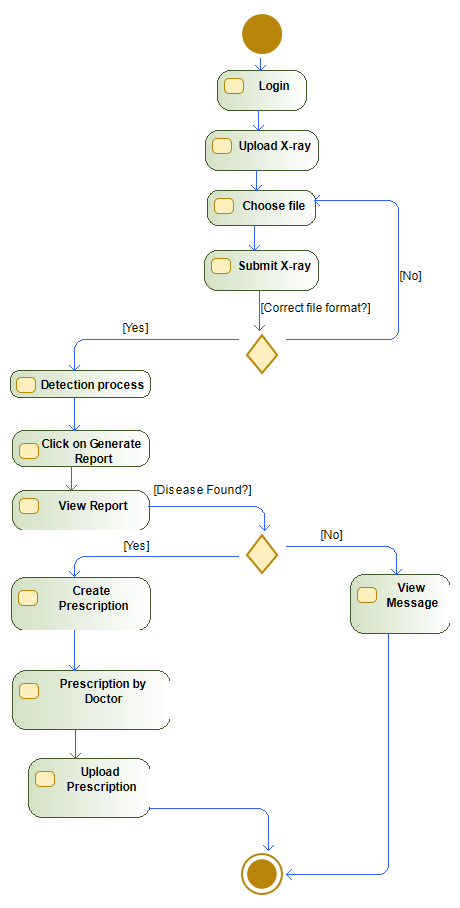 Login
Upload X-ray
Choose file
Submit X-ray
[No]
[Correct file format?]
[Yes]
Detection process
Click on Generate
Report
View Report
[Disease Found?]
[Yes]
[No]
Create
Prescription
View
Message
Prescription by
Doctor
Upload
Prescription